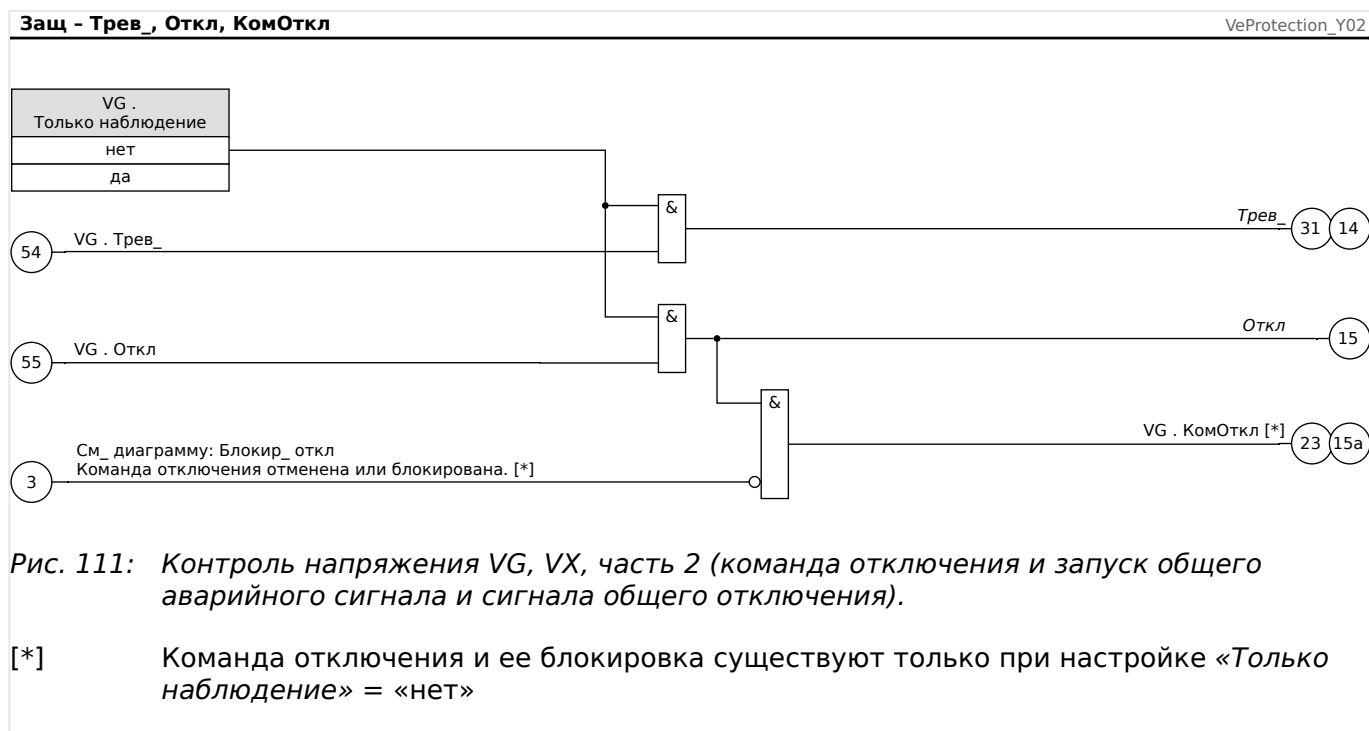 Защ – Трев_, Откл, КомОткл
VeProtection_Y02
VG .
Только наблюдение
нет
да
&
Трев_
31
14
54
VG . Трев_
&
Откл
15
55
VG . Откл
&
VG . КомОткл [*]
23
15a
См_ диаграмму: Блокир_ откл
Команда отключения отменена или блокирована. [*]
3
Рис. 111: Контроль напряжения VG, VX, часть 2 (команда отключения и запуск общего
аварийного сигнала и сигнала общего отключения).
[*] Команда отключения и ее блокировка существуют только при настройке «Только
наблюдение» = «нет»